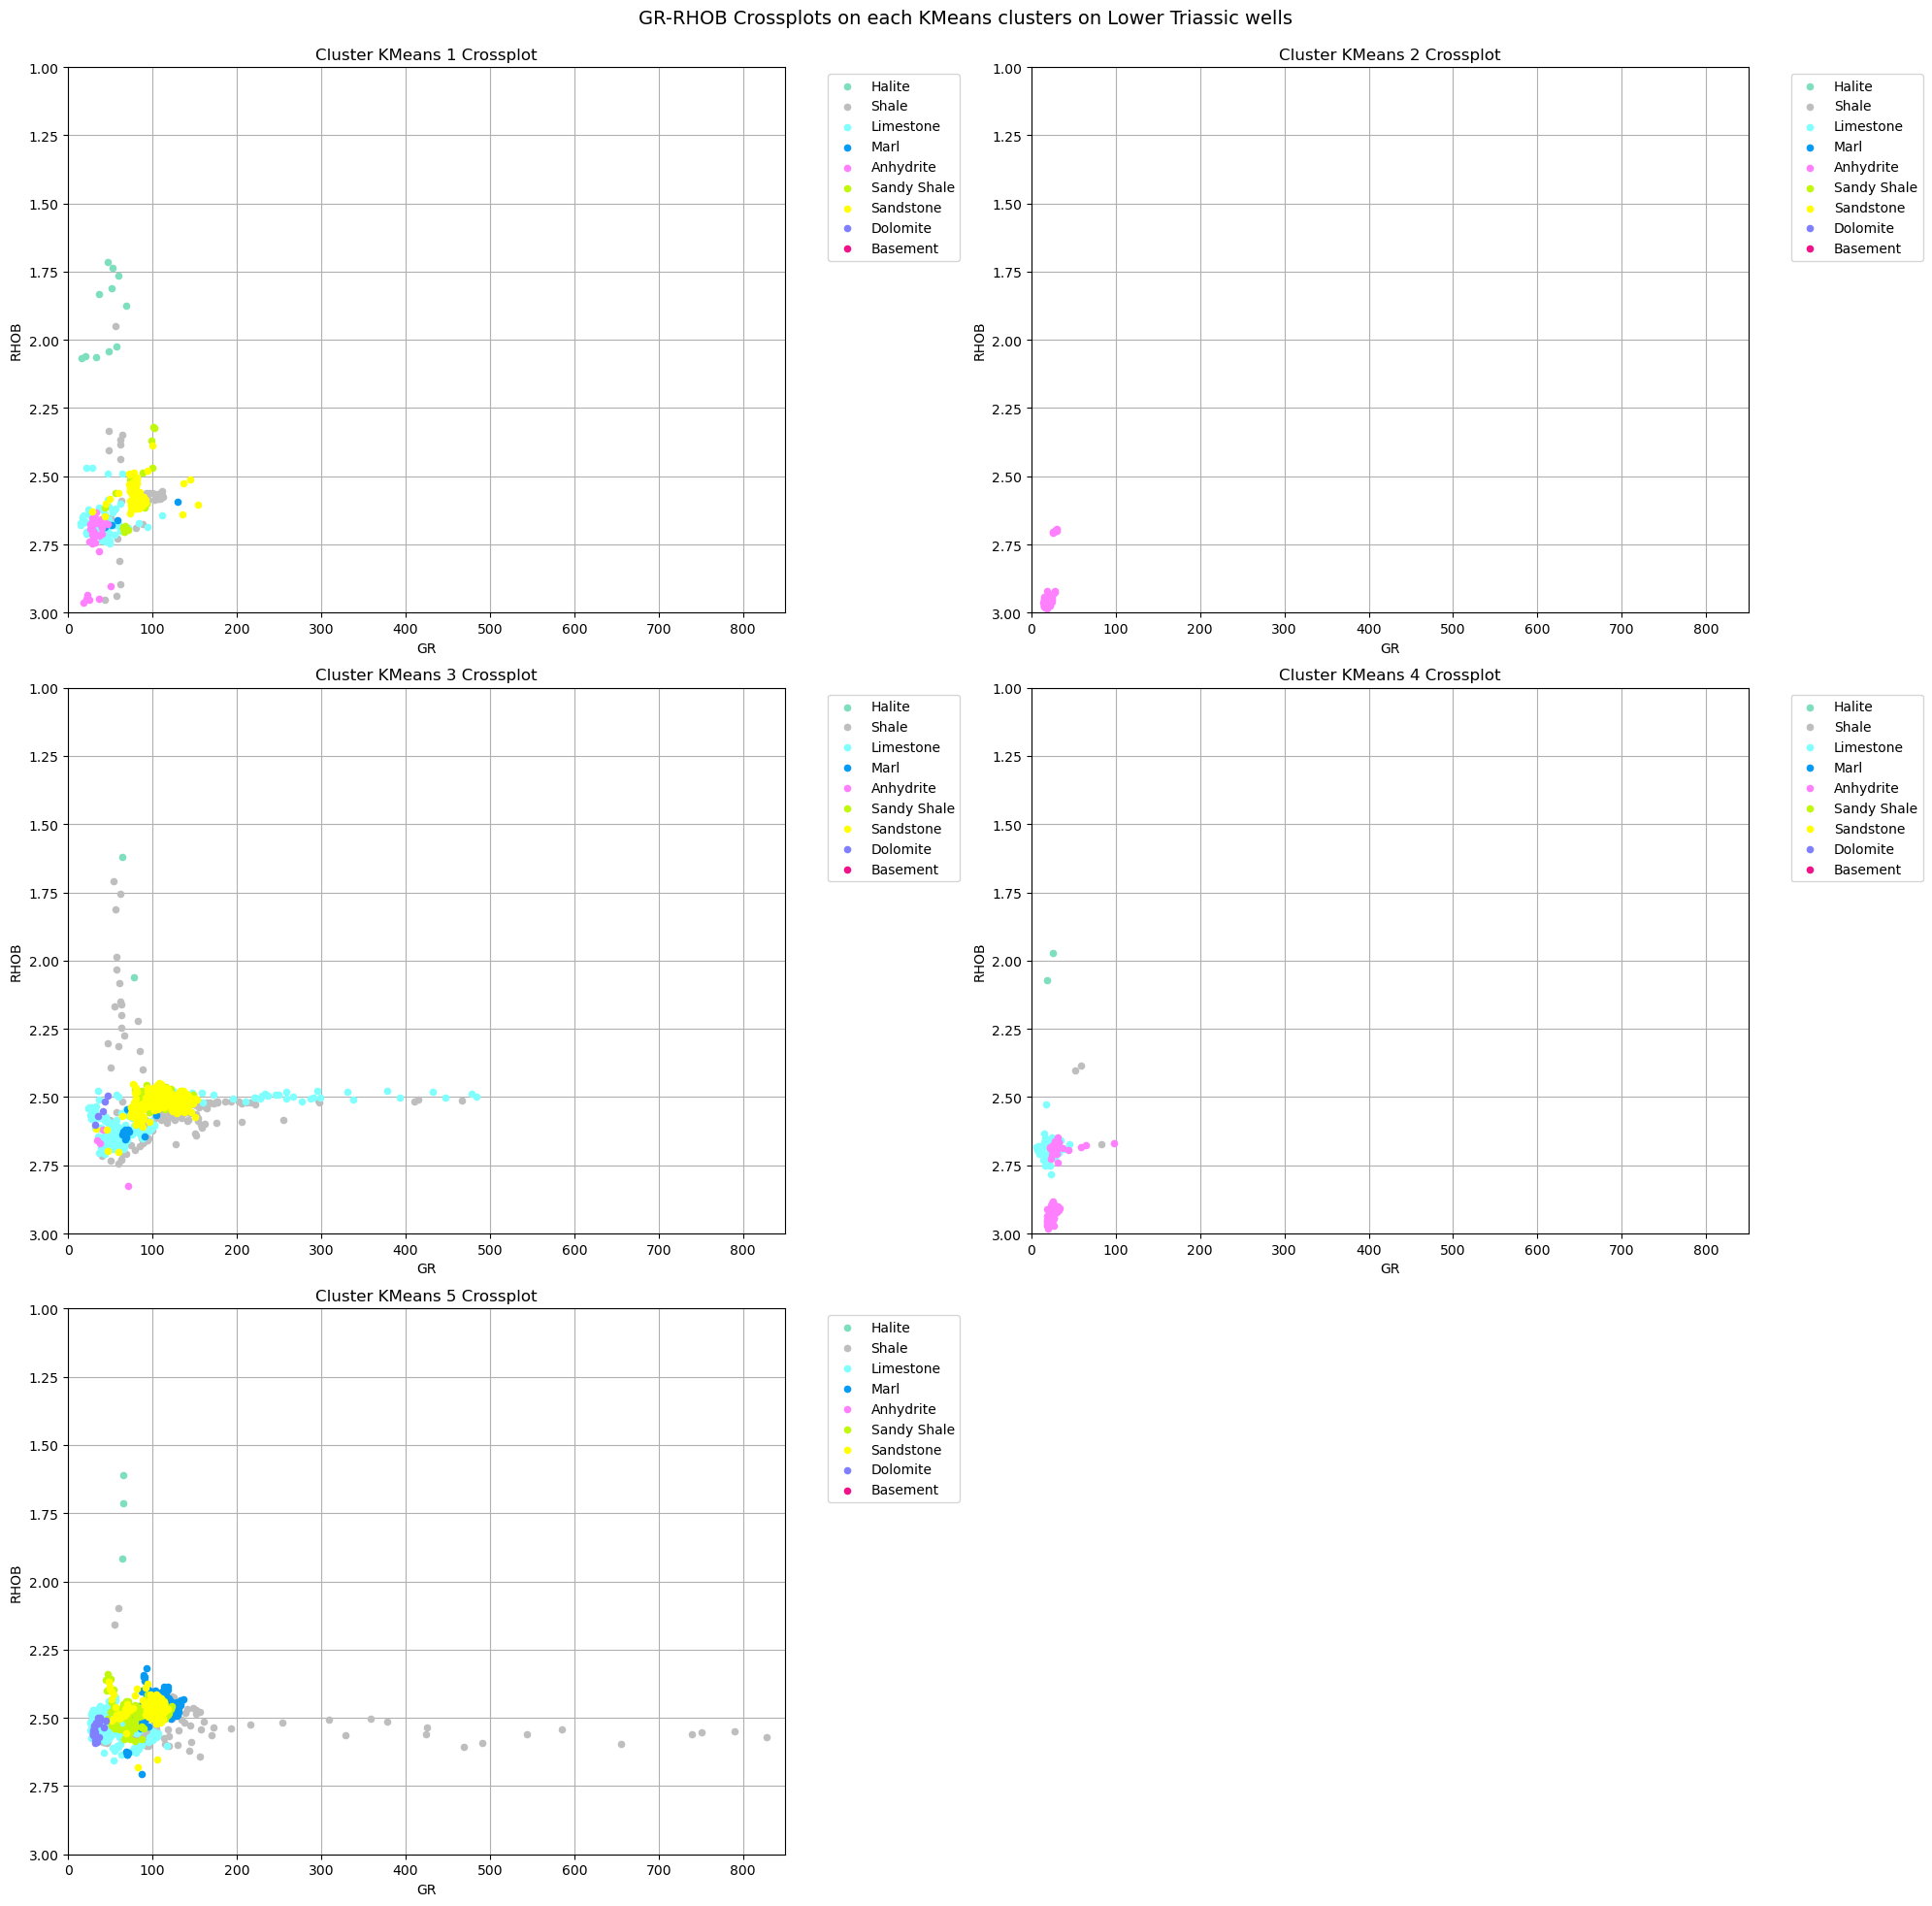 GR-RHOB Crossplots on each KMeans clusters on Lower Triassic wells
Cluster KMeans 1 Crossplot
1.00
1.25
1.50
1.75
2.00
2.25
2.50
2.75
3.00
RHOB
0 100 200 300 400 500 600 700 800
GR
Halite
Shale
Limestone
Marl
Anhydrite
Sandy Shale
Sandstone
Dolomite
Basement
Cluster KMeans 2 Crossplot
1.00
1.25
1.50
1.75
2.00
2.25
2.50
2.75
3.00
RHOB
0 100 200 300 400 500 600 700 800
GR
Halite
Shale
Limestone
Marl
Anhydrite
Sandy Shale
Sandstone
Dolomite
Basement
Cluster KMeans 3 Crossplot
1.00
1.25
1.50
1.75
2.00
2.25
2.50
2.75
3.00
RHOB
0 100 200 300 400 500 600 700 800
GR
Halite
Shale
Limestone
Marl
Anhydrite
Sandy Shale
Sandstone
Dolomite
Basement
Cluster KMeans 4 Crossplot
1.00
1.25
1.50
1.75
2.00
2.25
2.50
2.75
3.00
RHOB
0 100 200 300 400 500 600 700 800
GR
Halite
Shale
Limestone
Marl
Anhydrite
Sandy Shale
Sandstone
Dolomite
Basement
Cluster KMeans 5 Crossplot
1.00
1.25
1.50
1.75
2.00
2.25
2.50
2.75
3.00
RHOB
0 100 200 300 400 500 600 700 800
GR
Halite
Shale
Limestone
Marl
Anhydrite
Sandy Shale
Sandstone
Dolomite
Basement